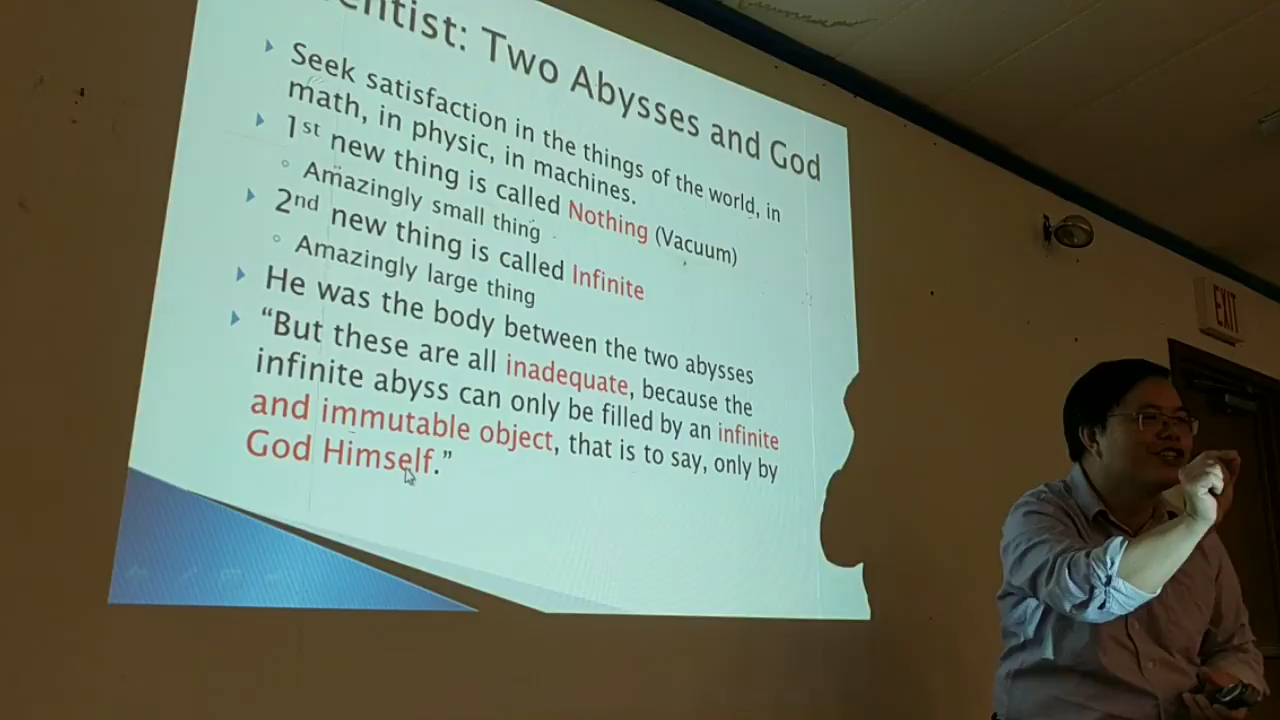 entist: Two Abysses and God
Seek satisfaction in the things of the world, in
math, in physic, in machines.
1st new thing is called Nothing (Vacuum)
Amazingly small thing
2nd new thing is called Infinite
Amazingly large thing
He was the body between the two abysses
“But these are all inadequate, because the
infinite abyss can only be filled by an infinite
and immutable object, that is to say, only by
God Himself.”
EXIT